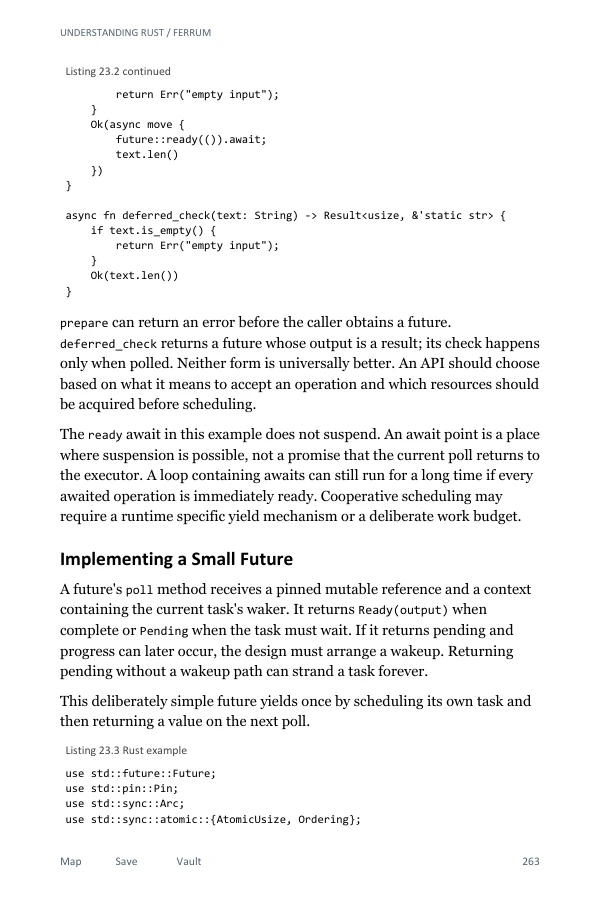 UNDERSTANDING RUST / FERRUM
Listing 23.2 continued
        return Err("empty input");
    }
    Ok(async move {
        future::ready(()).await;
        text.len()
    })
}

async fn deferred_check(text: String) -> Result<usize, &'static str> {
    if text.is_empty() {
        return Err("empty input");
    }
    Ok(text.len())
}
prepare can return an error before the caller obtains a future.
deferred_check returns a future whose output is a result; its check happens
only when polled. Neither form is universally better. An API should choose
based on what it means to accept an operation and which resources should
be acquired before scheduling.
The ready await in this example does not suspend. An await point is a place
where suspension is possible, not a promise that the current poll returns to
the executor. A loop containing awaits can still run for a long time if every
awaited operation is immediately ready. Cooperative scheduling may
require a runtime specific yield mechanism or a deliberate work budget.
Implementing a Small Future
A future's poll method receives a pinned mutable reference and a context
containing the current task's waker. It returns Ready(output) when
complete or Pending when the task must wait. If it returns pending and
progress can later occur, the design must arrange a wakeup. Returning
pending without a wakeup path can strand a task forever.
This deliberately simple future yields once by scheduling its own task and
then returning a value on the next poll.
Listing 23.3 Rust example
use std::future::Future;
use std::pin::Pin;
use std::sync::Arc;
use std::sync::atomic::{AtomicUsize, Ordering};
Map Save Vault 263